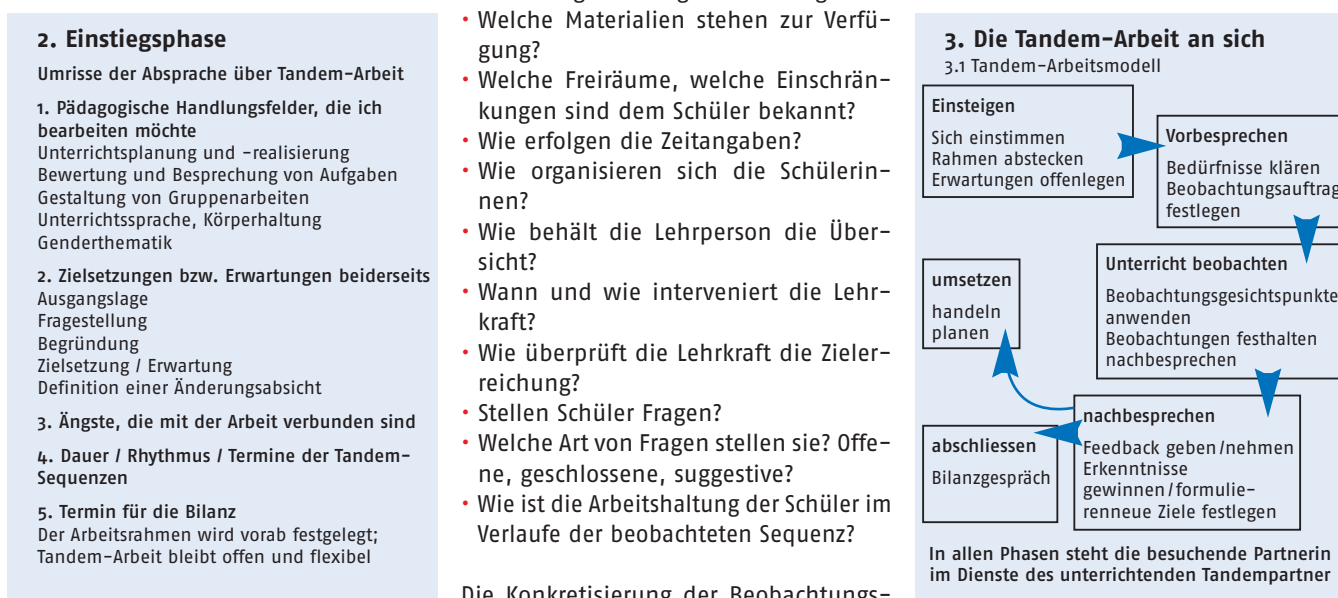 2. Einstiegsphase
Umrisse der Absprache über Tandem-Arbeit
1. Pädagogische Handlungsfelder, die ich
bearbeiten möchte
Unterrichtsplanung und -realisierung
Bewertung und Besprechung von Aufgaben
Gestaltung von Gruppenarbeiten
Unterrichtssprache, Körperhaltung
Genderthematik
2. Zielsetzungen bzw. Erwartungen beiderseits
Ausgangslage
Fragestellung
Begründung
Zielsetzung / Erwartung
Definition einer Änderungsabsicht
3. Ängste, die mit der Arbeit verbunden sind
4. Dauer / Rhythmus / Termine der Tandem-
Sequenzen
5. Termin für die Bilanz
Der Arbeitsrahmen wird vorab festgelegt;
Tandem-Arbeit bleibt offen und flexibel
• Welche Materialien stehen zur Verfü-
gung?
• Welche Freiräume, welche Einschrän-
kungen sind dem Schüler bekannt?
• Wie erfolgen die Zeitangaben?
• Wie organisieren sich die Schülerin-
nen?
• Wie behält die Lehrperson die Über-
sicht?
• Wann und wie interveniert die Lehr-
kraft?
• Wie überprüft die Lehrkraft die Zieler-
reichung?
• Stellen Schüler Fragen?
• Welche Art von Fragen stellen sie? Offe-
ne, geschlossene, suggestive?
• Wie ist die Arbeitshaltung der Schüler im
Verlaufe der beobachteten Sequenz?
Die Konkretisierung der Beobachtungs-
3. Die Tandem-Arbeit an sich
3.1 Tandem-Arbeitsmodell
Einsteigen
Sich einstimmen
Rahmen abstecken
Erwartungen offenlegen
Vorbesprechen
Bedürfnisse klären
Beobachtungsauftrag
festlegen
Unterricht beobachten
Beobachtungsgesichtspunkte
anwenden
Beobachtungen festhalten
nachbesprechen
umsetzen
handeln
planen
nachbesprechen
Feedback geben/nehmen
Erkenntnisse
gewinnen/formulie-
renneue Ziele festlegen
abschliessen
Bilanzgespräch
In allen Phasen steht die besuchende Partnerin
im Dienste des unterrichtenden Tandempartner